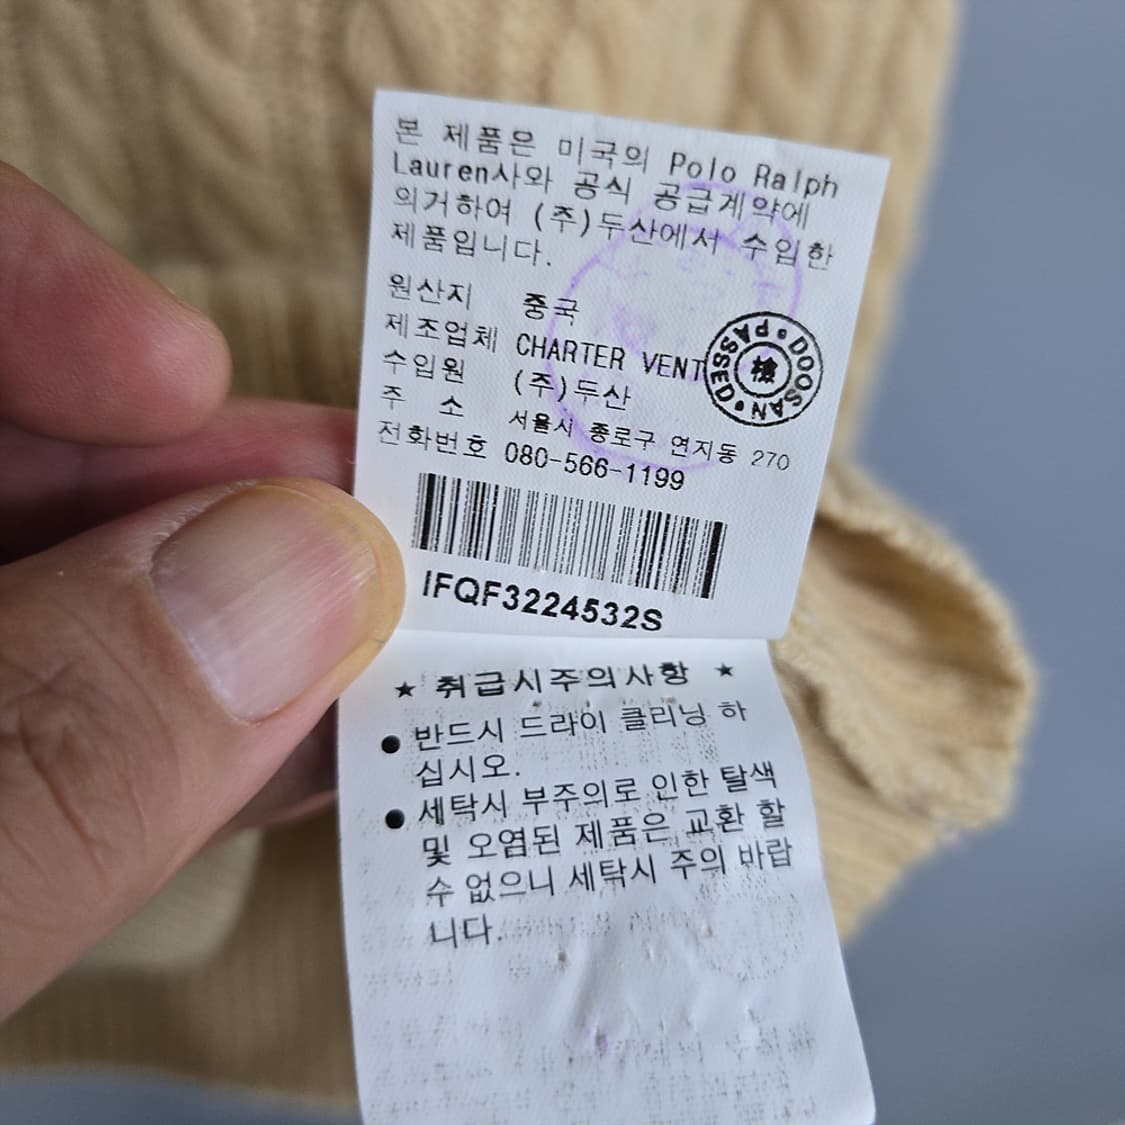 본 제품은 미국의 Polo Ralph
Lauren사와 공식 공급계약에
의거하여 (주)두산에서 수입한
제품입니다.
원산지 중국
제조업체 CHARTER VENT
수입원 (주)두산
주 소 서울시 종로구 연지동 270
전화번호 080-566-1199
DOOSAN • PASSED •
檢
IFQF3224532S
★ 취급시주의사항 ★
● 반드시 드라이 클리닝 하
십시오.
● 세탁시 부주의로 인한 탈색
및 오염된 제품은 교환 할
수 없으니 세탁시 주의 바랍
니다.